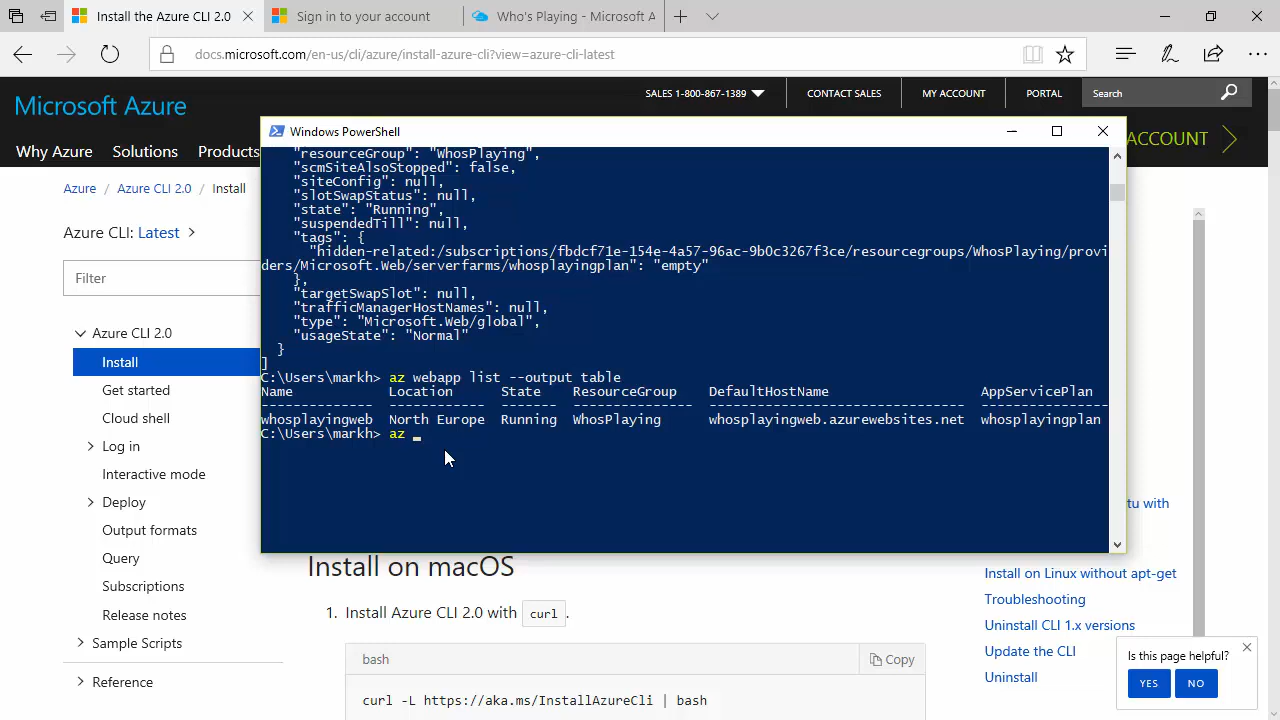 Install the Azure CLI 2.0
Sign in to your account
Who's Playing - Microsoft A
docs.microsoft.com/en-us/cli/azure/install-azure-cli?view=azure-cli-latest
Microsoft Azure
SALES 1-800-867-1389
CONTACT SALES
MY ACCOUNT
PORTAL
Search
Why Azure
Solutions
Products
ACCOUNT
Azure / Azure CLI 2.0 / Install
Azure CLI: Latest
Filter
Azure CLI 2.0
Install
Get started
Cloud shell
Log in
Interactive mode
Deploy
Output formats
Query
Subscriptions
Release notes
Sample Scripts
Reference
Windows PowerShell
"resourceGroup": "WhosPlaying",
"scmSiteAlsoStopped": false,
"siteConfig": null,
"slotSwapStatus": null,
"state": "Running",
"suspendedTill": null,
"tags": {
"hidden-related:/subscriptions/fbdcf71e-154e-4a57-96ac-9b0c3267f3ce/resourcegroups/WhosPlaying/provi
ders/Microsoft.Web/serverfarms/whosplayingplan": "empty"
},
"targetSwapSlot": null,
"trafficManagerHostNames": null,
"type": "Microsoft.Web/global",
"usageState": "Normal"
}
]
C:\Users\markh> az webapp list --output table
Name Location State ResourceGroup DefaultHostName AppServicePlan
-------------- ------------ ------- --------------- -------------------------------- ----------------
whosplayingweb North Europe Running WhosPlaying whosplayingweb.azurewebsites.net whosplayingplan
C:\Users\markh> az _
Install on macOS
1. Install Azure CLI 2.0 with curl.
bash
Copy
curl -L https://aka.ms/InstallAzureCli | bash
tu with
Install on Linux without apt-get
Troubleshooting
Uninstall CLI 1.x versions
Update the CLI
Uninstall
Is this page helpful?
YES
NO